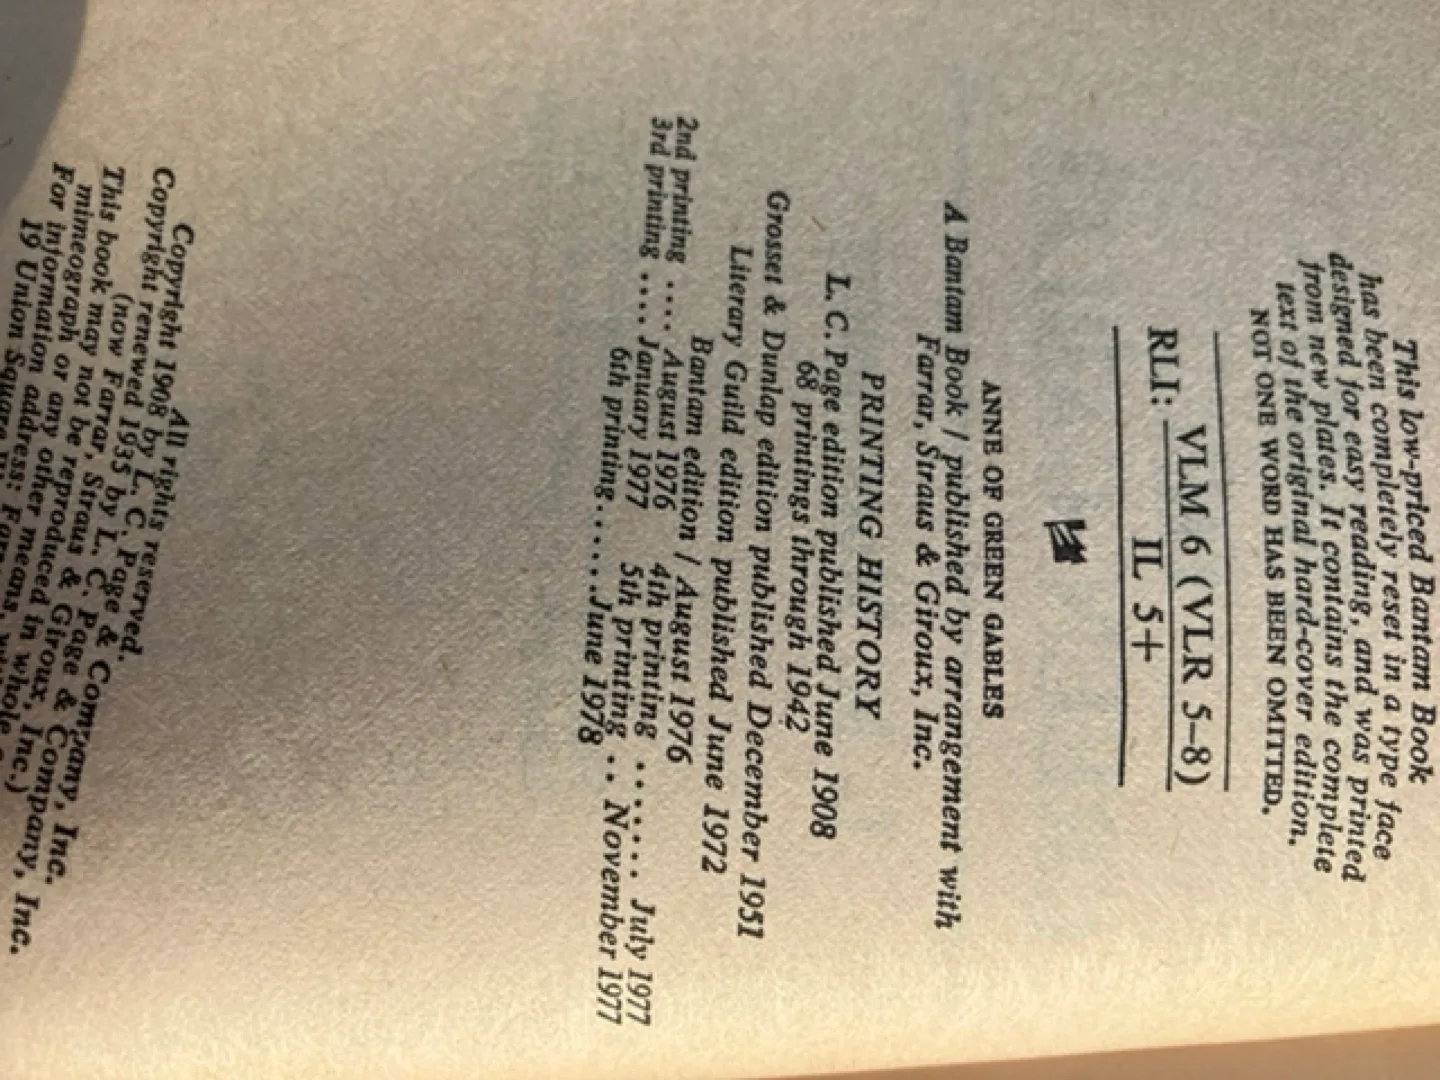 This low-priced Bantam Book
has been completely reset in a type face
designed for easy reading, and was printed
from new plates. It contains the complete
text of the original hard-cover edition.
NOT ONE WORD HAS BEEN OMITTED.
RLI: VLM 6 (VLR 5-8)
IL 5+
ANNE OF GREEN GABLES
A Bantam Book / published by arrangement with
Farrar, Straus & Giroux, Inc.
PRINTING HISTORY
L. C. Page edition published June 1908
68 printings through 1942
Grosset & Dunlap edition published December 1951
Literary Guild edition published June 1972
Bantam edition / August 1976
2nd printing .... August 1976 4th printing ....... July 1977
3rd printing .... January 1977 5th printing .. November 1977
6th printing.......June 1978
All rights reserved.
Copyright 1908 by L. C. Page & Company, Inc.
Copyright renewed 1935 by L. C. Page & Company, Inc.
(now Farrar, Straus & Giroux, Inc.)
This book may not be reproduced in whole
mimeograph or any other means,
For information address:
19 Union Square